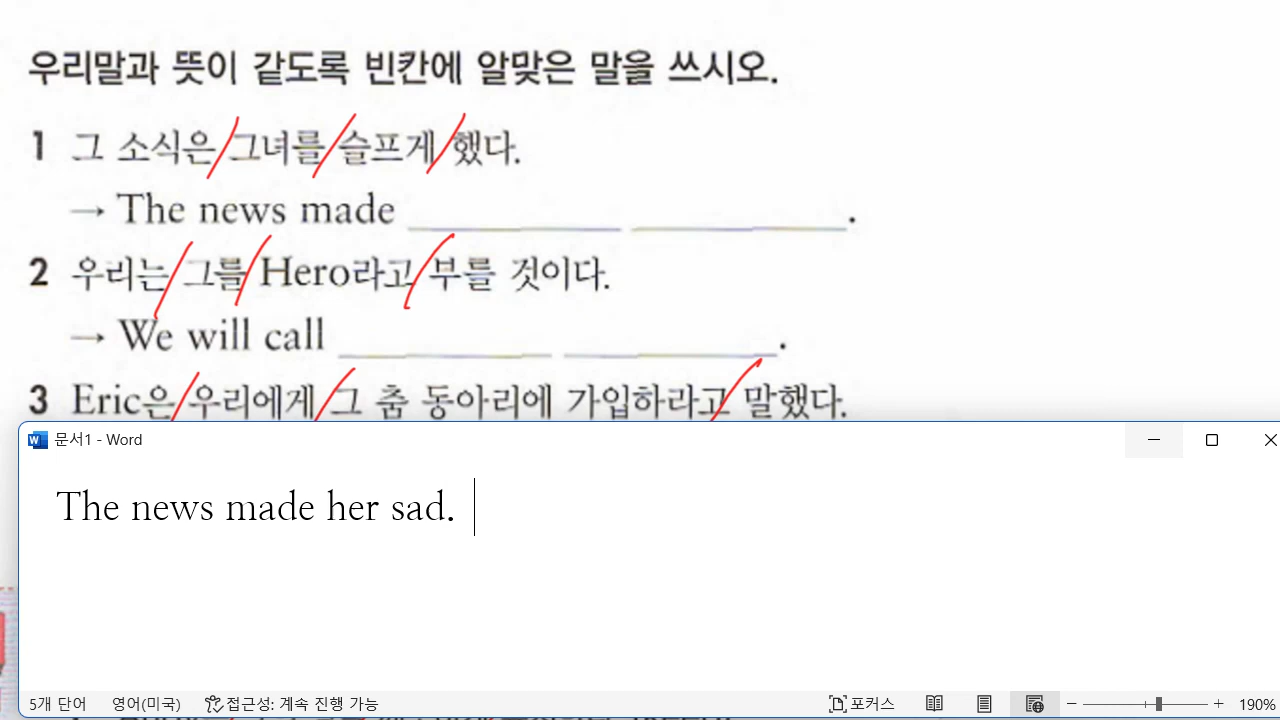 우리말과 뜻이 같도록 빈칸에 알맞은 말을 쓰시오.
1 그 소식은 그녀를 슬프게 했다.
→ The news made ________ ________.
2 우리는 그를 Hero라고 부를 것이다.
→ We will call ________ ________.
3 Eric은 우리에게 그 춤 동아리에 가입하라고 말했다.
문서1 - Word
The news made her sad.
5개 단어 영어(미국) 접근성: 계속 진행 가능 포커스 190%